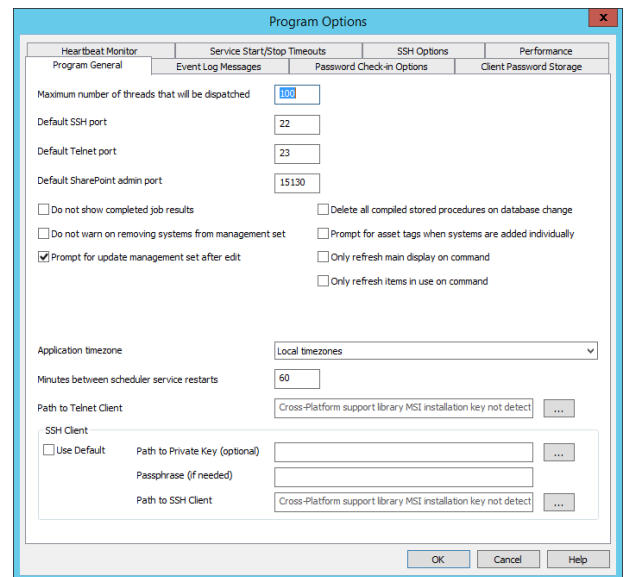 Program Options
x
Heartbeat Monitor Service Start/Stop Timeouts SSH Options Performance
Program General Event Log Messages Password Check-in Options Client Password Storage
Maximum number of threads that will be dispatched 100
Default SSH port 22
Default Telnet port 23
Default SharePoint admin port 15130
Do not show completed job results Delete all compiled stored procedures on database change
Do not warn on removing systems from management set Prompt for asset tags when systems are added individually
Prompt for update management set after edit Only refresh main display on command
Only refresh items in use on command
Application timezone Local timezones
Minutes between scheduler service restarts 60
Path to Telnet Client Cross-Platform support library MSI installation key not detect ...
SSH Client
Use Default Path to Private Key (optional) ...
Passphrase (if needed)
Path to SSH Client Cross-Platform support library MSI installation key not detect ...
OK Cancel Help